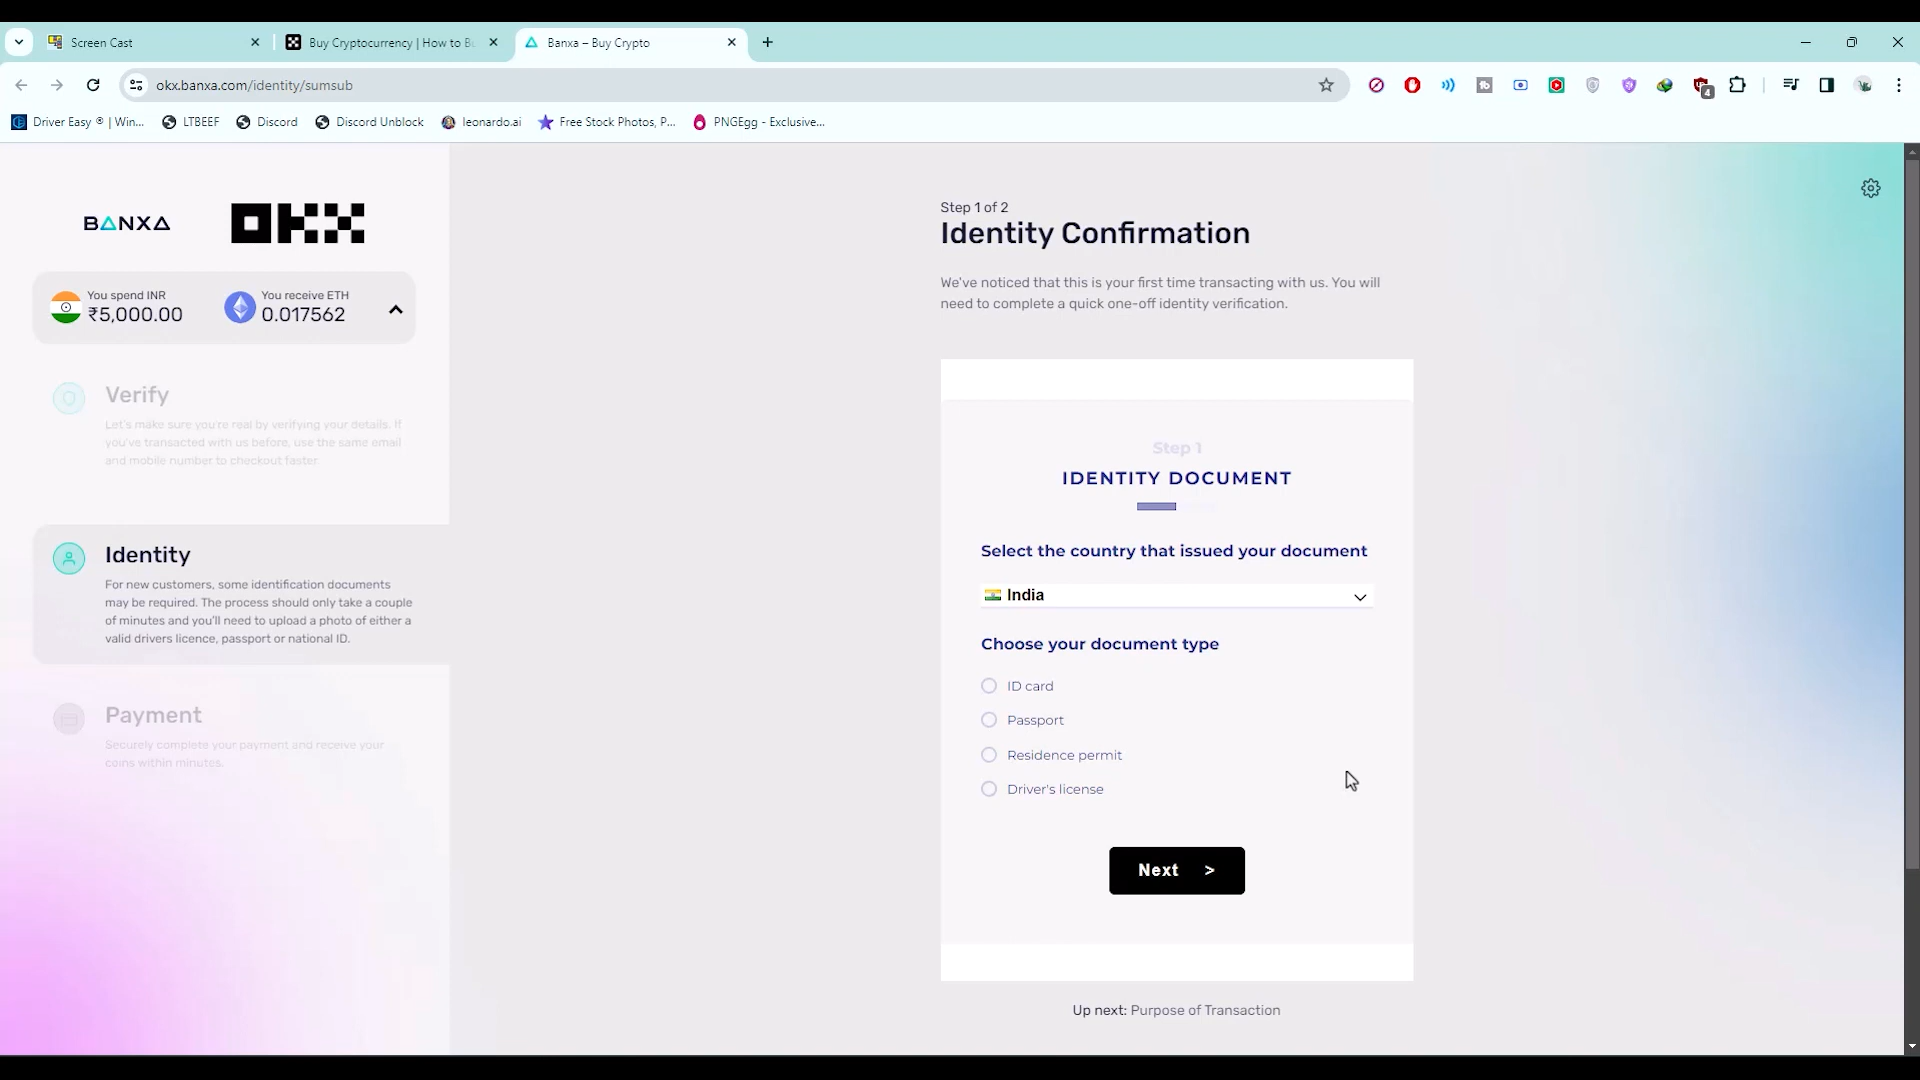 Screen Cast
Buy Cryptocurrency | How to Bu
Banxa – Buy Crypto
okx.banxa.com/identity/sumsub
4
Driver Easy ® | Win...
LTBEEF
Discord
Discord Unblock
leonardo.ai
Free Stock Photos, P...
PNGEgg - Exclusive...
BANXA
OKX
You spend INR
₹5,000.00
You receive ETH
0.017562
Verify
Let's make sure you're real by verifying your details. If
you've transacted with us before, use the same email
and mobile number to checkout faster.
Identity
For new customers, some identification documents
may be required. The process should only take a couple
of minutes and you'll need to upload a photo of either a
valid drivers licence, passport or national ID.
Payment
Securely complete your payment and receive your
coins within minutes.
Step 1 of 2
Identity Confirmation
We've noticed that this is your first time transacting with us. You will
need to complete a quick one-off identity verification.
Step 1
IDENTITY DOCUMENT
Select the country that issued your document
India
Choose your document type
ID card
Passport
Residence permit
Driver's license
Next >
Up next: Purpose of Transaction